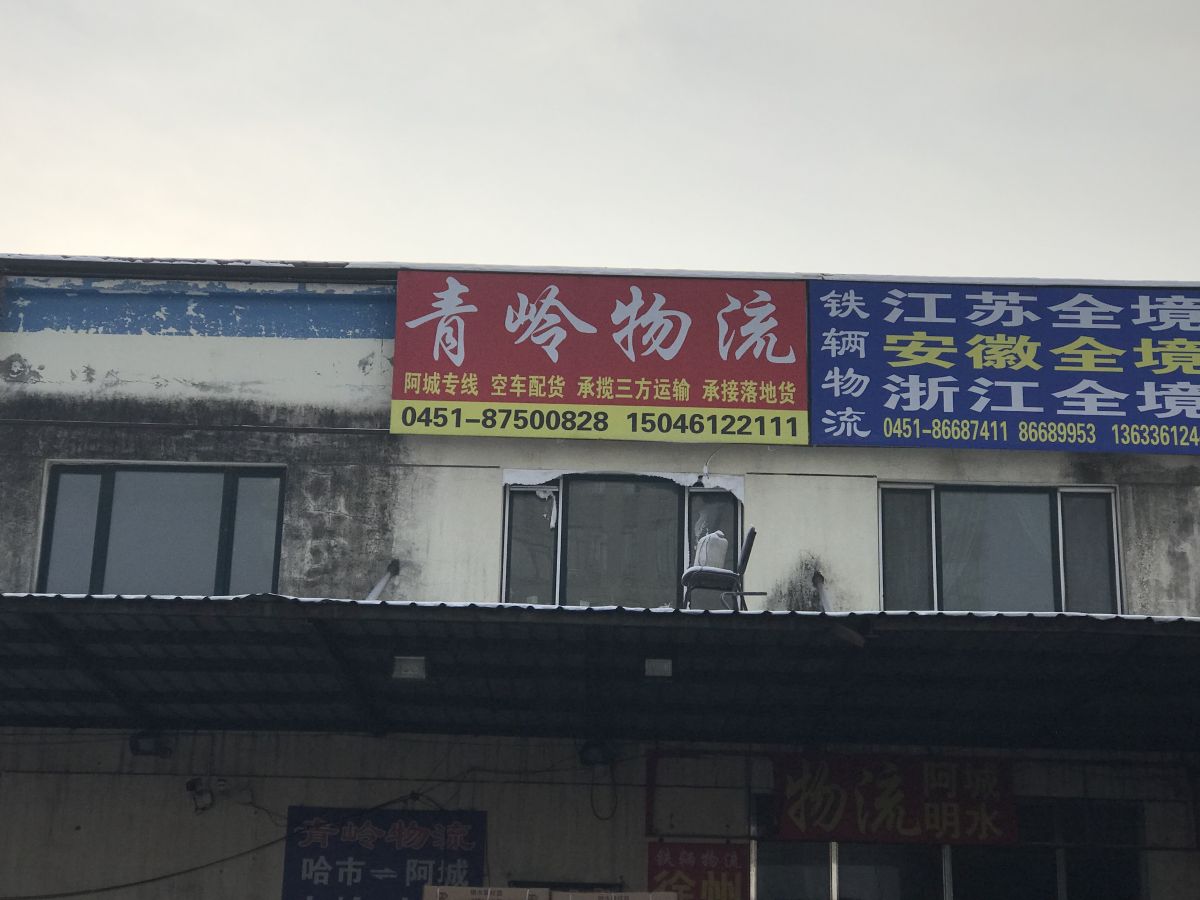 青岭物流
阿城专线 空车配货 承揽三方运输 承接落地货
0451-87500828 15046122111
铁辆物流
江苏全境
安徽全境
浙江全境
0451-86687411 86689953 136336124
物流
阿城
明水
青岭物流
哈市⇌阿城
铁辆物流
徐州